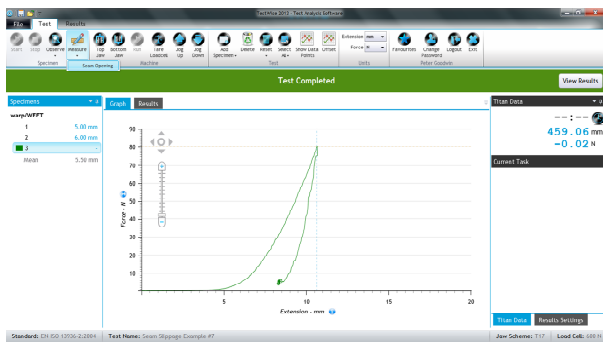 TestWise 2013 - Test Analysis Software
File Test Results
Start Stop Observe Measure Top Jaw Bottom Jaw Out Tare Loadcell Jog Up Jog Down Add Specimen Delete Reset Select All Show Data Points Offset Extension mm Force N Favourites Change Password Logout Exit
Specimen Machine Test Units Peter Goodwin
Seam Opening
Test Completed
View Results
Specimens
warp/WEFT
1 5.00 mm
2 6.00 mm
3 -
Mean 5.50 mm
Graph Results
90
80
70
60
50
40
30
20
10
5 10 15 20
Force - N
Extension - mm
Titan Data
--:--
459.06 mm
-0.02 N
Current Task
Titan Data Results Settings
Standard: EN ISO 13936-2:2004 Test Name: Seam Slippage Example #7 Jaw Scheme: T17 Load Cell: 600 N